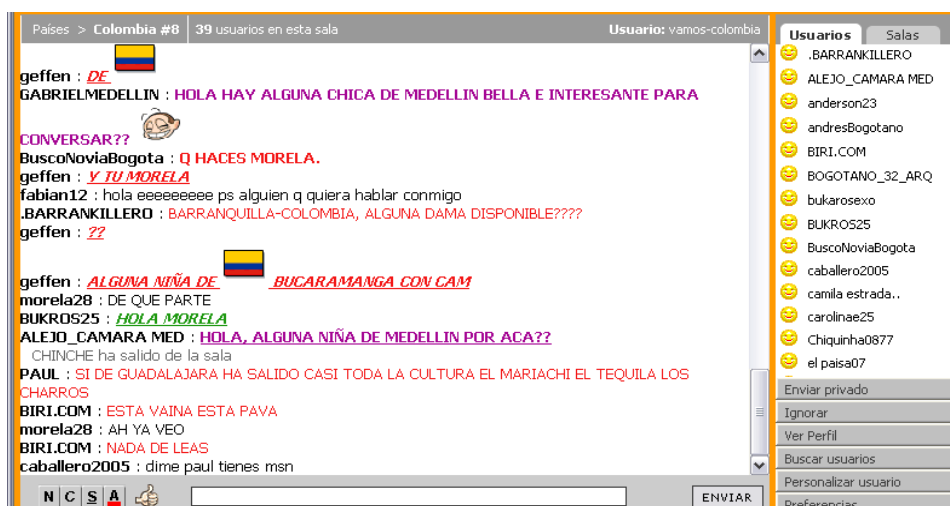 Países > Colombia #8 39 usuarios en esta sala Usuario: vamos-colombia
geffen : DE
GABRIELMEDELLIN : HOLA HAY ALGUNA CHICA DE MEDELLIN BELLA E INTERESANTE PARA
CONVERSAR??
BuscoNoviaBogota : Q HACES MORELA.
geffen : Y TU MORELA
fabian12 : hola eeeeeeeee ps alguien q quiera hablar conmigo
.BARRANKILLERO : BARRANQUILLA-COLOMBIA, ALGUNA DAMA DISPONIBLE????
geffen : ??
geffen : ALGUNA NIÑA DE BUCARAMANGA CON CAM
morela28 : DE QUE PARTE
BUKROS25 : HOLA MORELA
ALEJO_CAMARA MED : HOLA, ALGUNA NIÑA DE MEDELLIN POR ACA??
CHINCHE ha salido de la sala
PAUL : SI DE GUADALAJARA HA SALIDO CASI TODA LA CULTURA EL MARIACHI EL TEQUILA LOS
CHARROS
BIRI.COM : ESTA VAINA ESTA PAVA
morela28 : AH YA VEO
BIRI.COM : NADA DE LEAS
caballero2005 : dime paul tienes msn
N C S A ENVIAR
Usuarios Salas
.BARRANKILLERO
ALEJO_CAMARA MED
anderson23
andresBogotano
BIRI.COM
BOGOTANO_32_ARQ
bukarosexo
BUKROS25
BuscoNoviaBogota
caballero2005
camila estrada..
carolinae25
Chiquinha0877
el paisa07
Enviar privado
Ignorar
Ver Perfil
Buscar usuarios
Personalizar usuario
Preferencias